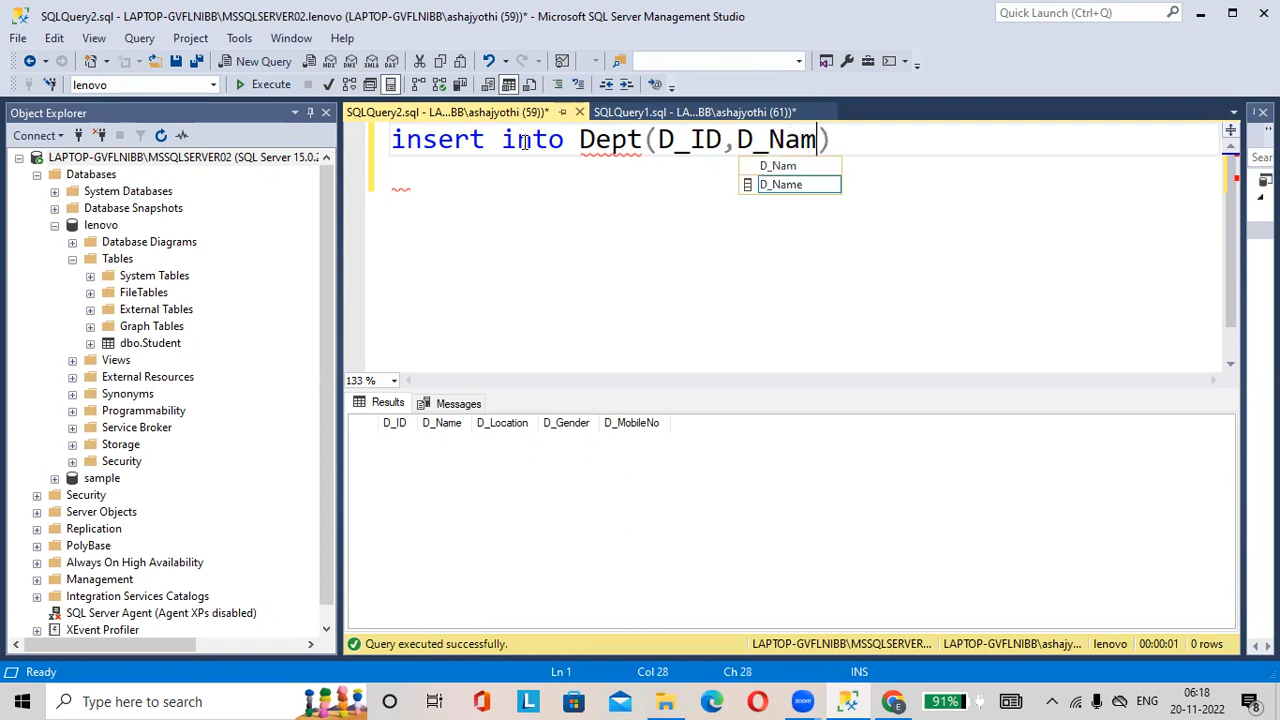 SQLQuery2.sql - LAPTOP-GVFLNIBB\MSSQLSERVER02.lenovo (LAPTOP-GVFLNIBB\ashajyothi (59))* - Microsoft SQL Server Management Studio
Quick Launch (Ctrl+Q)
File Edit View Query Project Tools Window Help
New Query MDX DMX XMLA DAX
lenovo Execute
Object Explorer
SQLQuery2.sql - LA...BB\ashajyothi (59))* SQLQuery1.sql - LA...BB\ashajyothi (61))*
Connect
insert into Dept(D_ID,D_Nam)
D_Nam
D_Name
LAPTOP-GVFLNIBB\MSSQLSERVER02 (SQL Server 15.0.2
Databases
System Databases
Database Snapshots
lenovo
Database Diagrams
Tables
System Tables
FileTables
External Tables
Graph Tables
dbo.Student
Views
External Resources
Synonyms
Programmability
Service Broker
Storage
Security
sample
Security
Server Objects
Replication
PolyBase
Always On High Availability
Management
Integration Services Catalogs
SQL Server Agent (Agent XPs disabled)
XEvent Profiler
133 %
Results Messages
D_ID D_Name D_Location D_Gender D_MobileNo
Query executed successfully. LAPTOP-GVFLNIBB\MSSQLSERVER... LAPTOP-GVFLNIBB\ashajy... lenovo 00:00:01 0 rows
Ready Ln 1 Col 28 Ch 28 INS
Type here to search
L
zoom
E
91%
ENG
06:18
20-11-2022
8